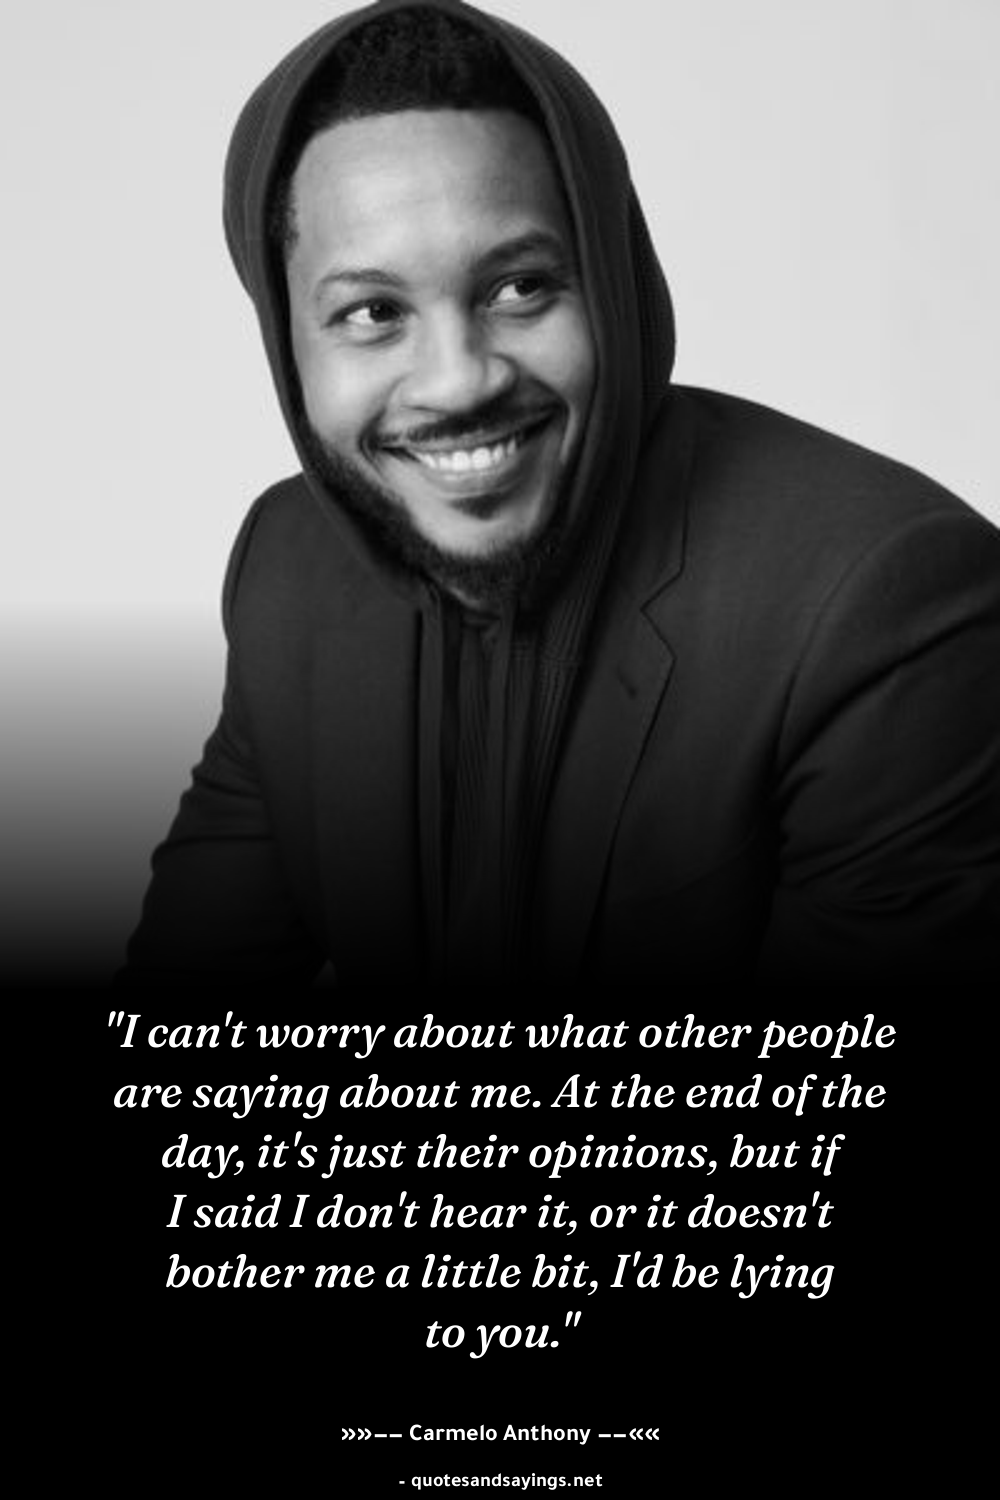 "I can't worry about what other people
are saying about me. At the end of the
day, it's just their opinions, but if
I said I don't hear it, or it doesn't
bother me a little bit, I'd be lying
to you."
»»–– Carmelo Anthony ––««
- quotesandsayings.net